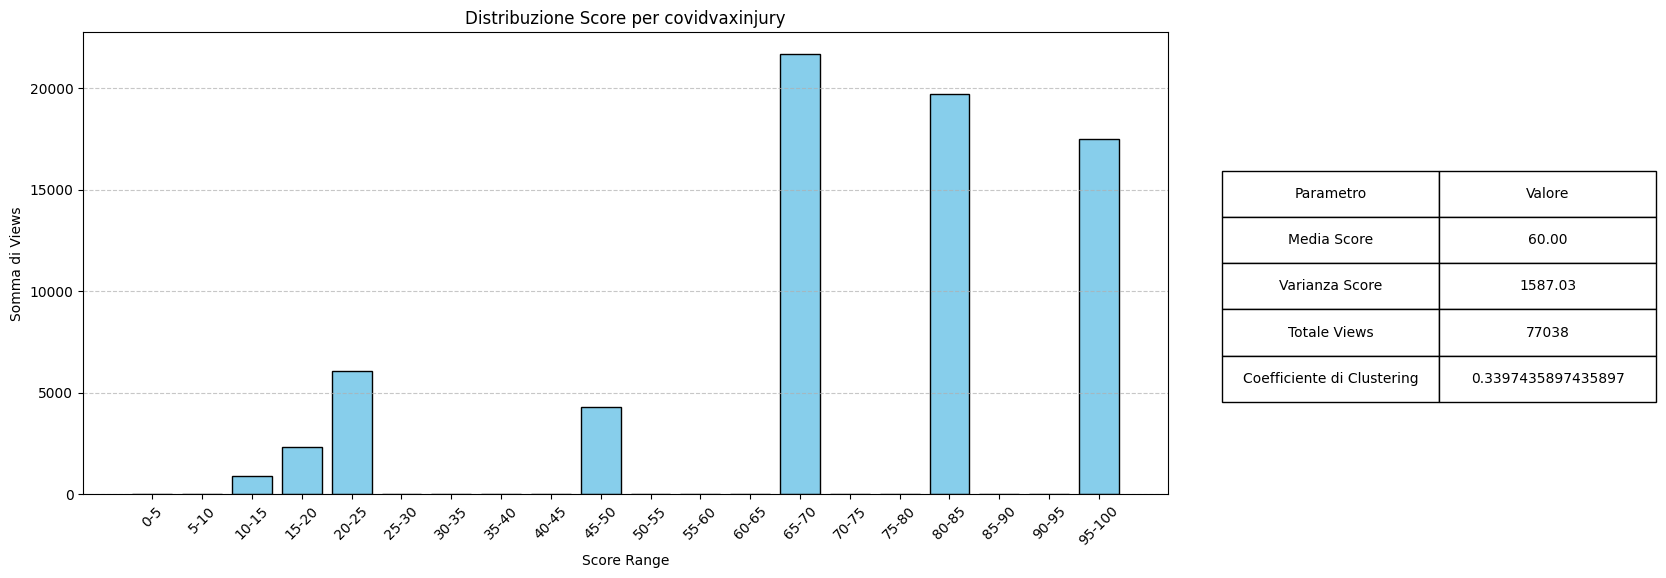 Distribuzione Score per covidvaxinjury
Somma di Views
20000
15000
10000
5000
0
0-5 5-10 10-15 15-20 20-25 25-30 30-35 35-40 40-45 45-50 50-55 55-60 60-65 65-70 70-75 75-80 80-85 85-90 90-95 95-100
Score Range
Parametro Valore
Media Score 60.00
Varianza Score 1587.03
Totale Views 77038
Coefficiente di Clustering 0.3397435897435897